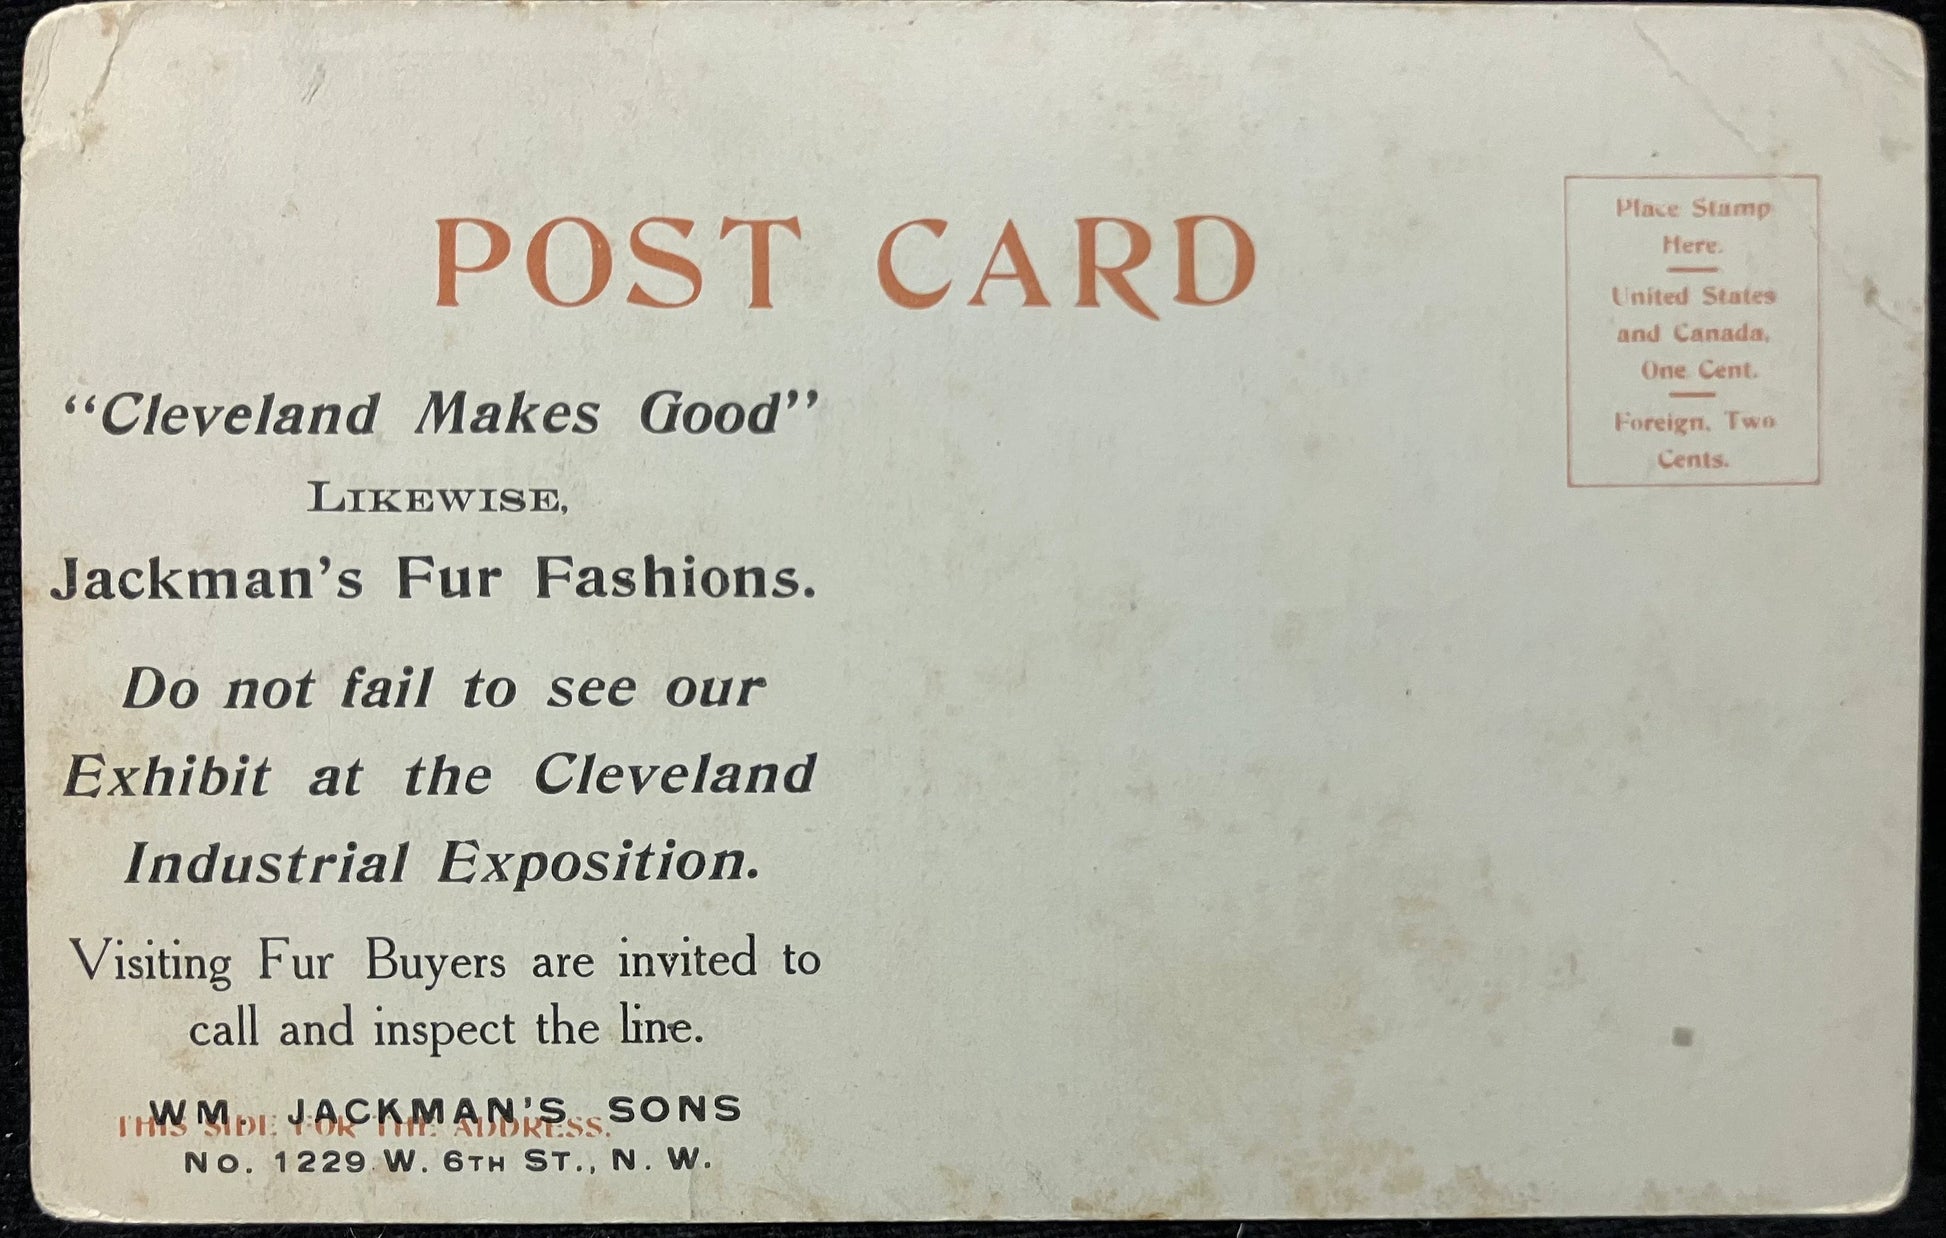 POST CARD
Place Stamp
Here.
United States
and Canada,
One Cent.
Foreign, Two
Cents.
“Cleveland Makes Good”
LIKEWISE,
Jackman's Fur Fashions.
Do not fail to see our
Exhibit at the Cleveland
Industrial Exposition.
Visiting Fur Buyers are invited to
call and inspect the line.
WM. JACKMAN'S SONS
THIS SIDE FOR THE ADDRESS.
No. 1229 W. 6TH ST., N. W.